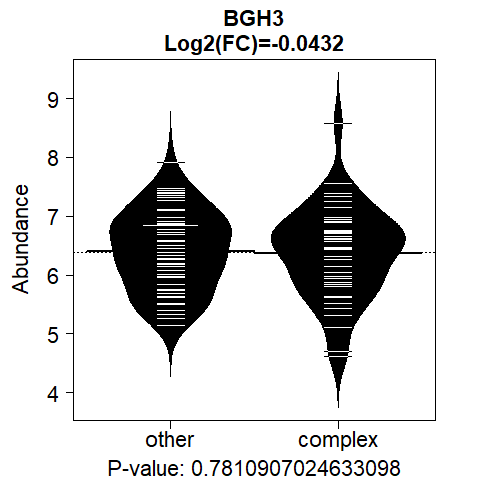 BGH3
Log2(FC)=-0.0432
Abundance
9
8
7
6
5
4
other complex
P-value: 0.7810907024633098